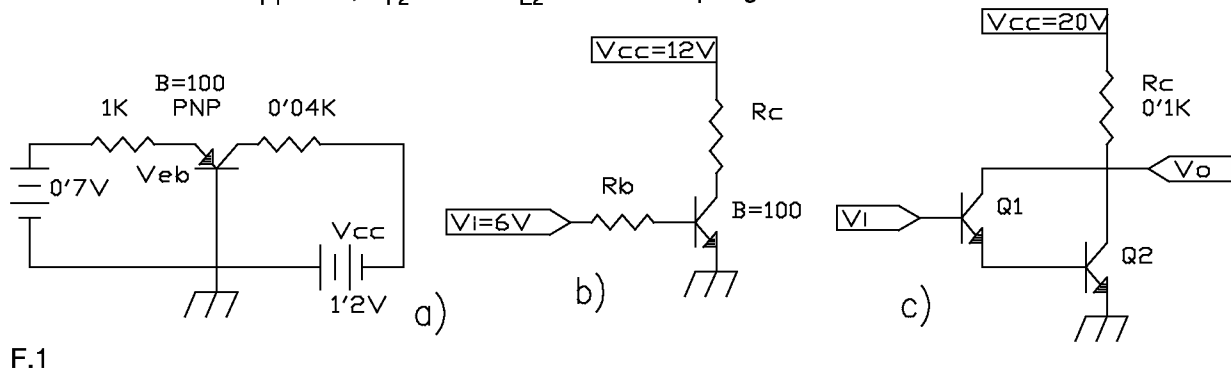 B=100
1K PNP 0'04K
Veb
0'7V
Vcc
1'2V
a)
Vcc=12V
Rc
Rb
Vi=6V
B=100
b)
Vcc=20V
Rc
0'1K
Vo
Vi
Q1
Q2
c)
F.1